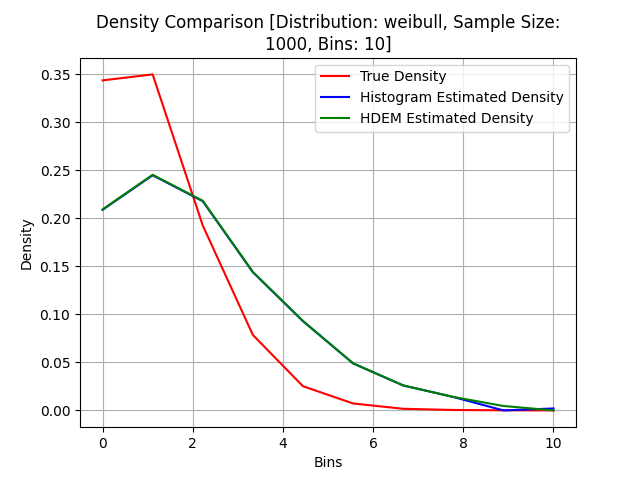 Density Comparison [Distribution: weibull, Sample Size:
1000, Bins: 10]
True Density
Histogram Estimated Density
HDEM Estimated Density
Density
0.35
0.30
0.25
0.20
0.15
0.10
0.05
0.00
0 2 4 6 8 10
Bins